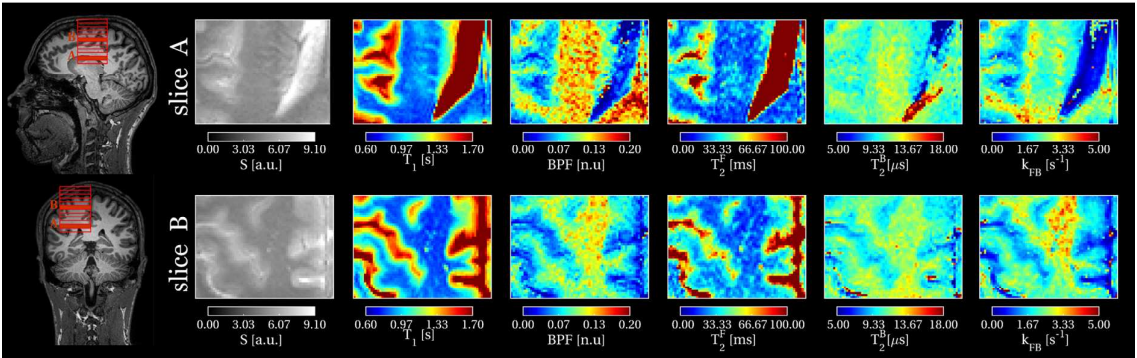 B
A
slice A
0.00 3.03 6.07 9.10
S [a.u.]
0.60 0.97 1.33 1.70
T1 [s]
0.00 0.07 0.13 0.20
BPF [n.u]
0.00 33.33 66.67 100.00
T2F [ms]
5.00 9.33 13.67 18.00
T2B [μs]
0.00 1.67 3.33 5.00
kFB [s-1]
B
A
slice B
0.00 3.03 6.07 9.10
S [a.u.]
0.60 0.97 1.33 1.70
T1 [s]
0.00 0.07 0.13 0.20
BPF [n.u]
0.00 33.33 66.67 100.00
T2F [ms]
5.00 9.33 13.67 18.00
T2B [μs]
0.00 1.67 3.33 5.00
kFB [s-1]